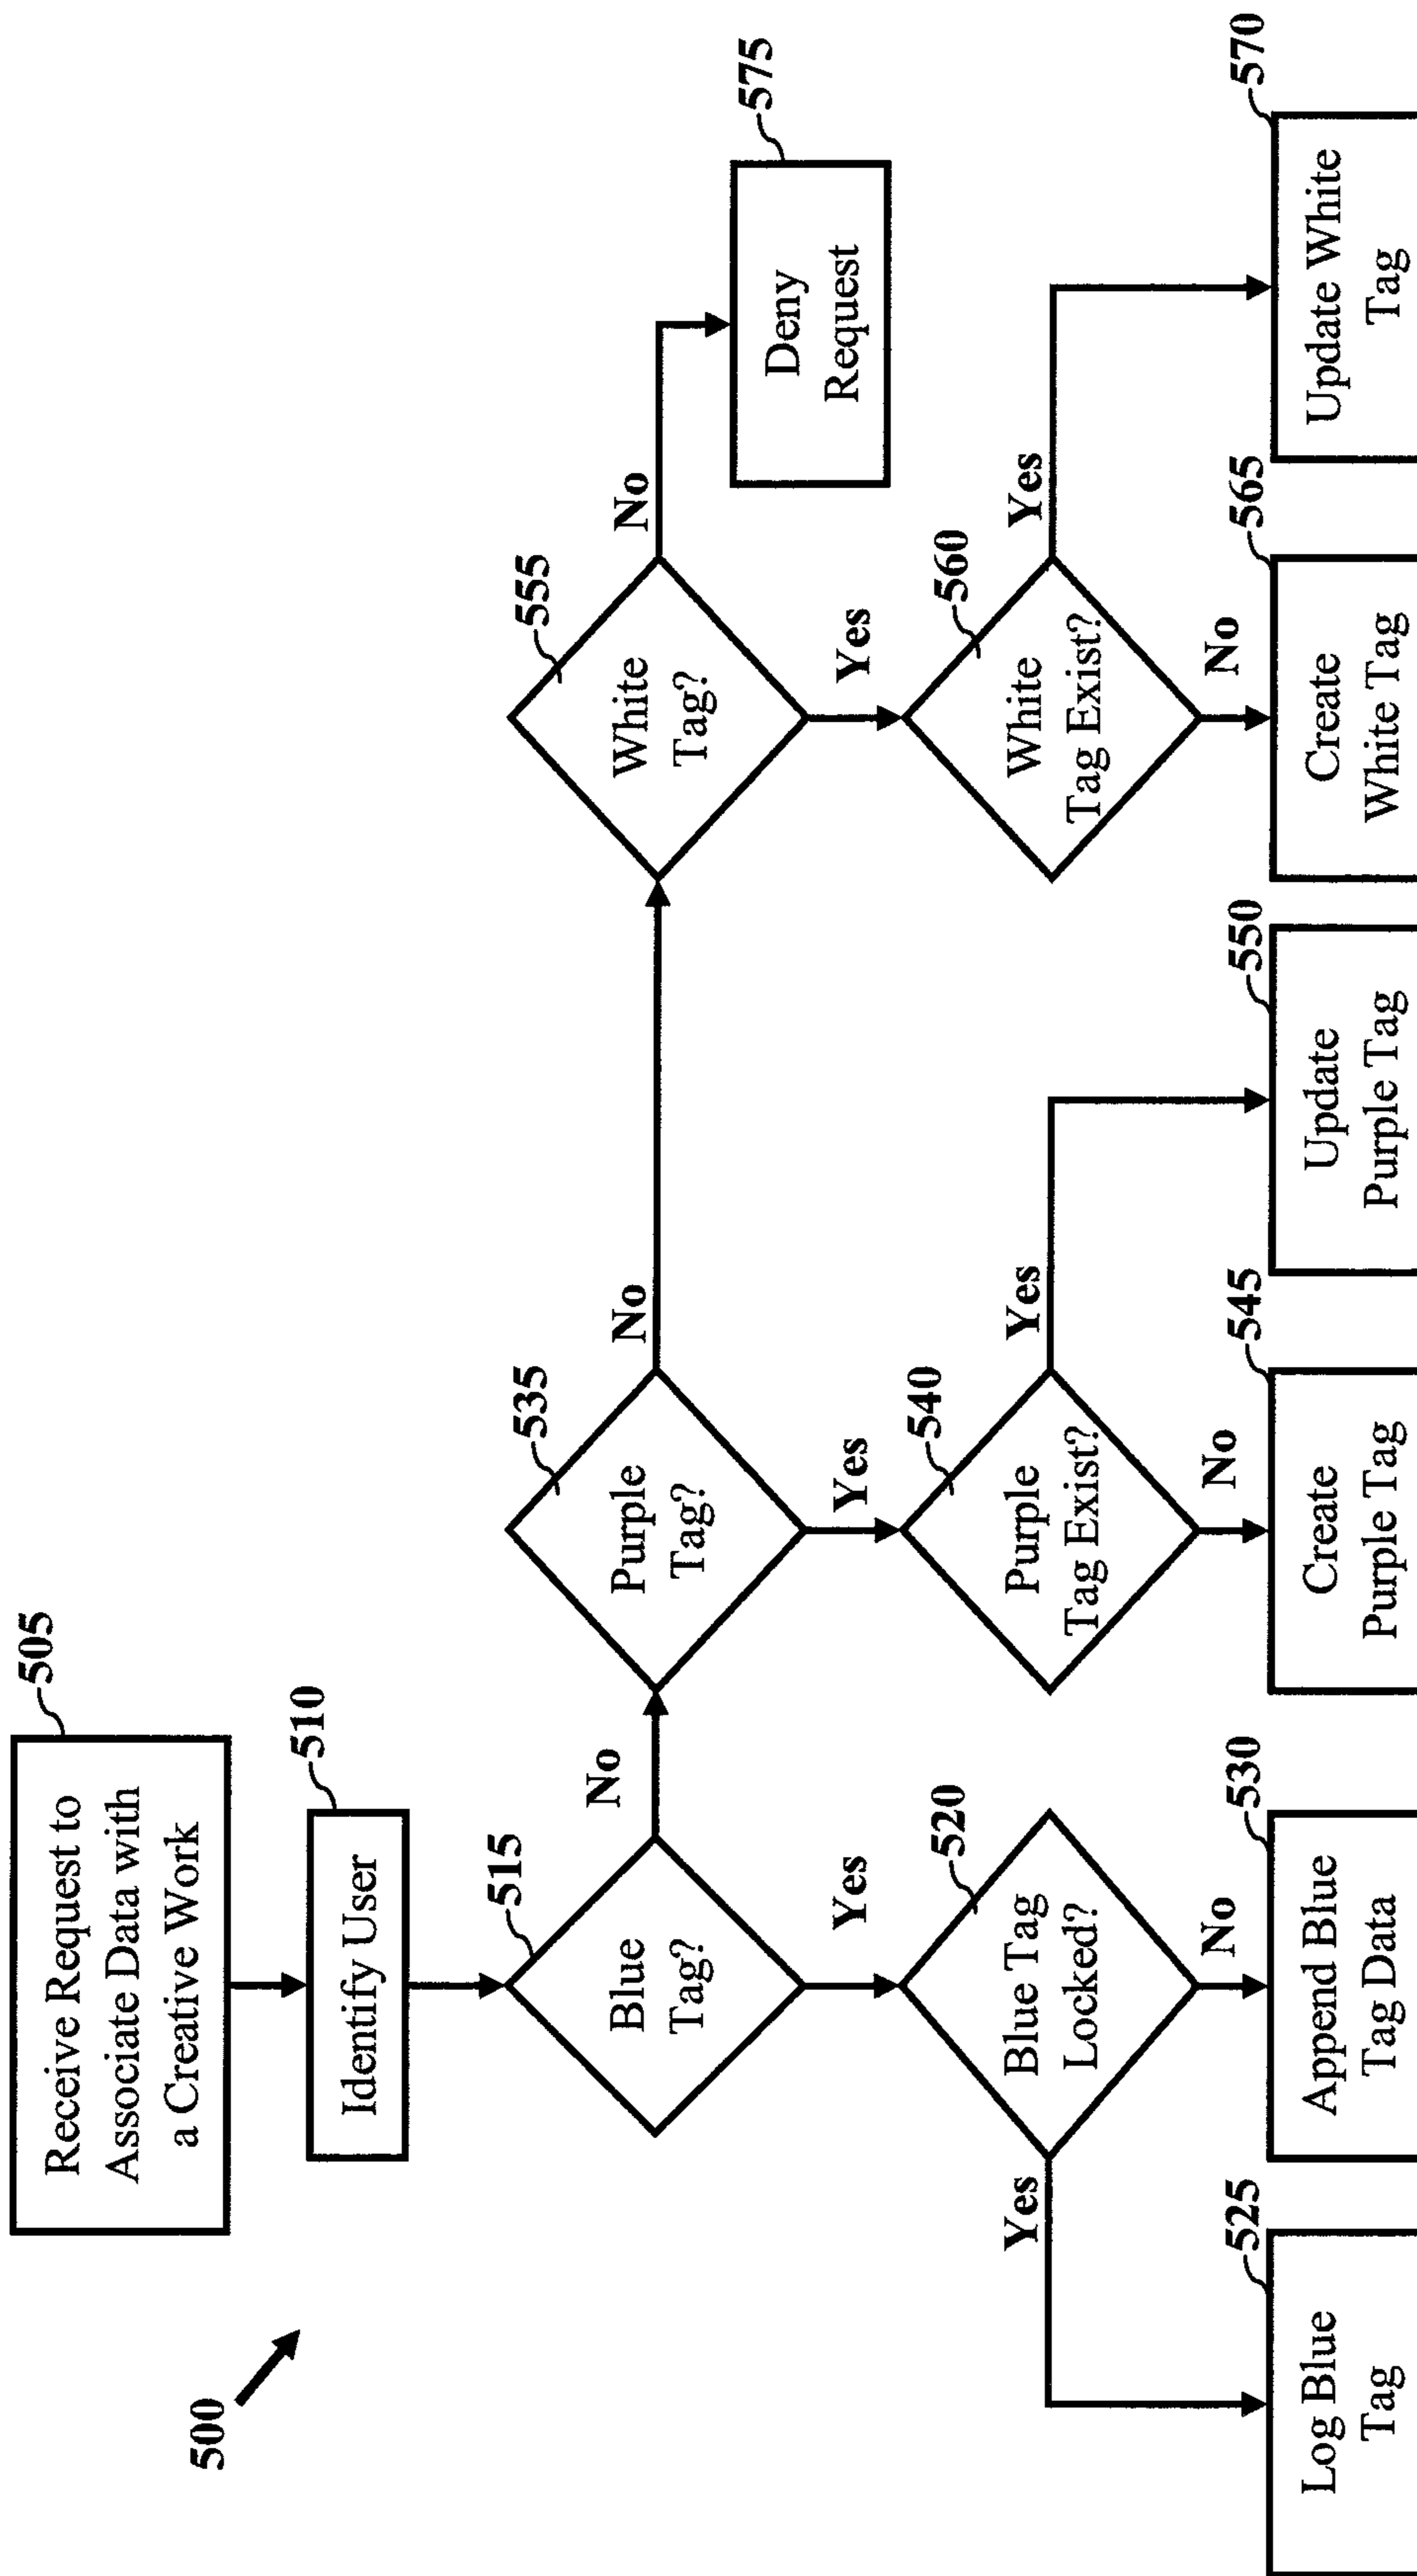 500
505
Receive Request to
Associate Data with
a Creative Work
510
Identify User
515
Blue
Tag?
No
Yes
535
Purple
Tag?
No
Yes
555
White
Tag?
No
Yes
575
Deny
Request
520
Blue Tag
Locked?
Yes
No
540
Purple
Tag Exist?
Yes
No
560
White
Tag Exist?
Yes
No
525
Log Blue
Tag
530
Append Blue
Tag Data
545
Create
Purple Tag
550
Update
Purple Tag
565
Create
White Tag
570
Update White
Tag